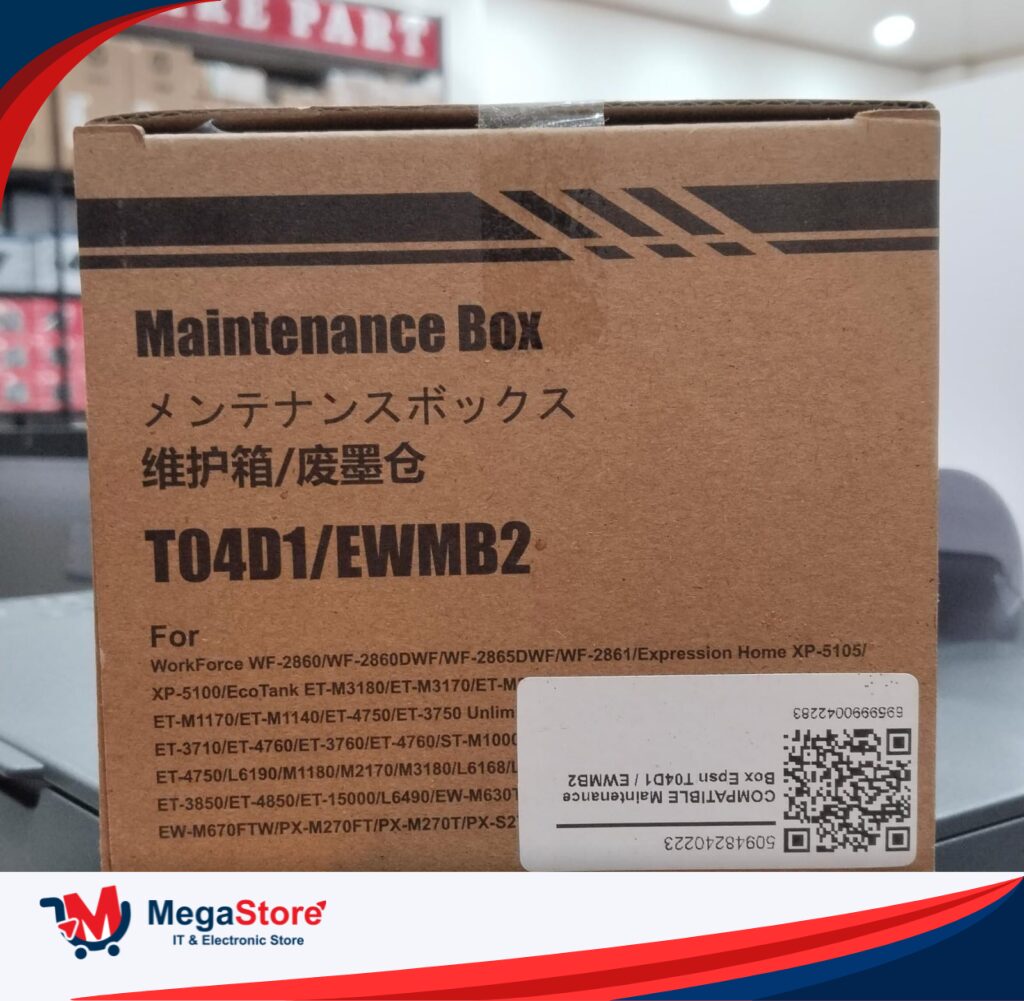 PART
Maintenance Box
メンテナンスボックス
维护箱/废墨仓
T04D1/EWMB2
For
WorkForce WF-2860/WF-2860DWF/WF-2865DWF/WF-2861/Expression Home XP-5105/
XP-5100/EcoTank ET-M3180/ET-M3170/ET-M
ET-M1170/ET-M1140/ET-4750/ET-3750 Unlim
ET-3710/ET-4760/ET-3760/ET-4760/ST-M1000
ET-4750/L6190/M1180/M2170/M3180/L6168/L
ET-3850/ET-4850/ET-15000/L6490/EW-M630T
EW-M670FTW/PX-M270FT/PX-M270T/PX-S2
50948240223
COMPATIBLE Maintenance
Box Epsn T04D1 / EWMB2
6959990042283
MegaStore
IT & Electronic Store